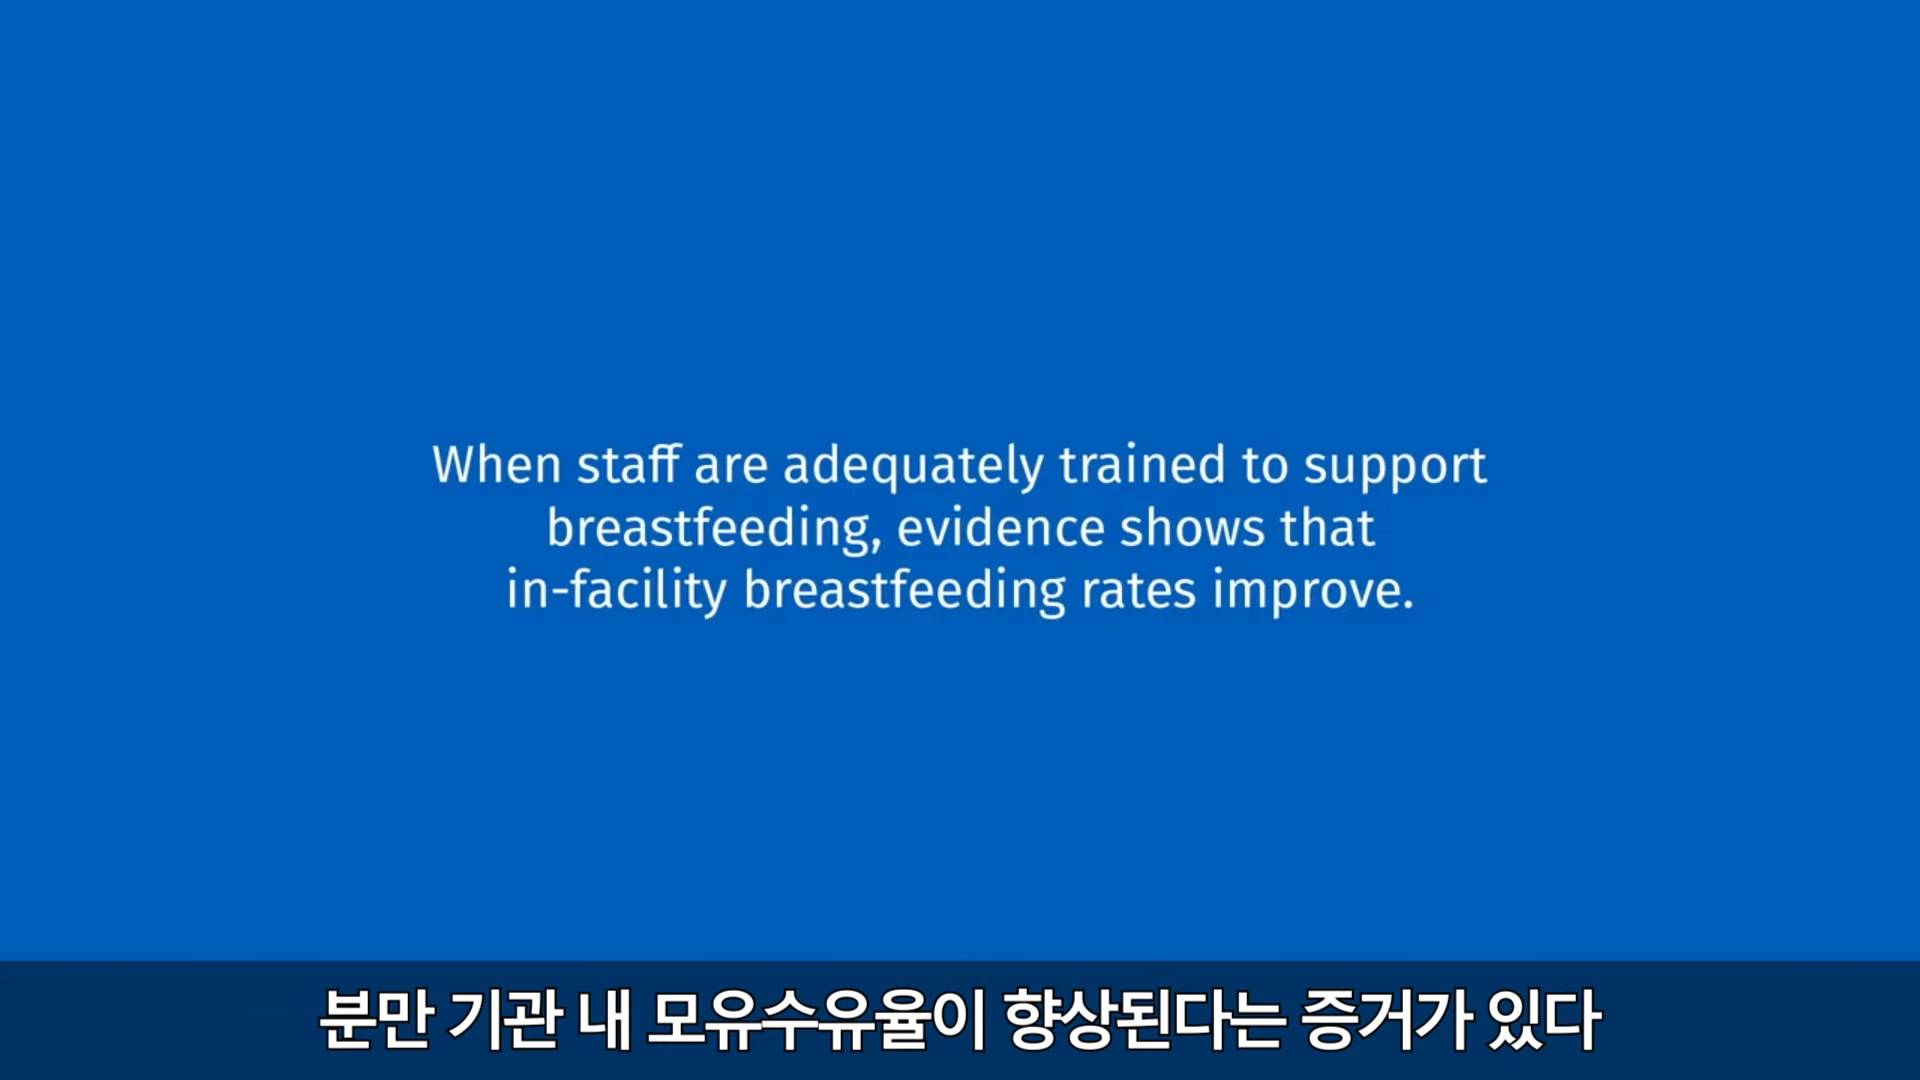 When staff are adequately trained to support
breastfeeding, evidence shows that
in-facility breastfeeding rates improve.
분만 기관 내 모유수유율이 향상된다는 증거가 있다